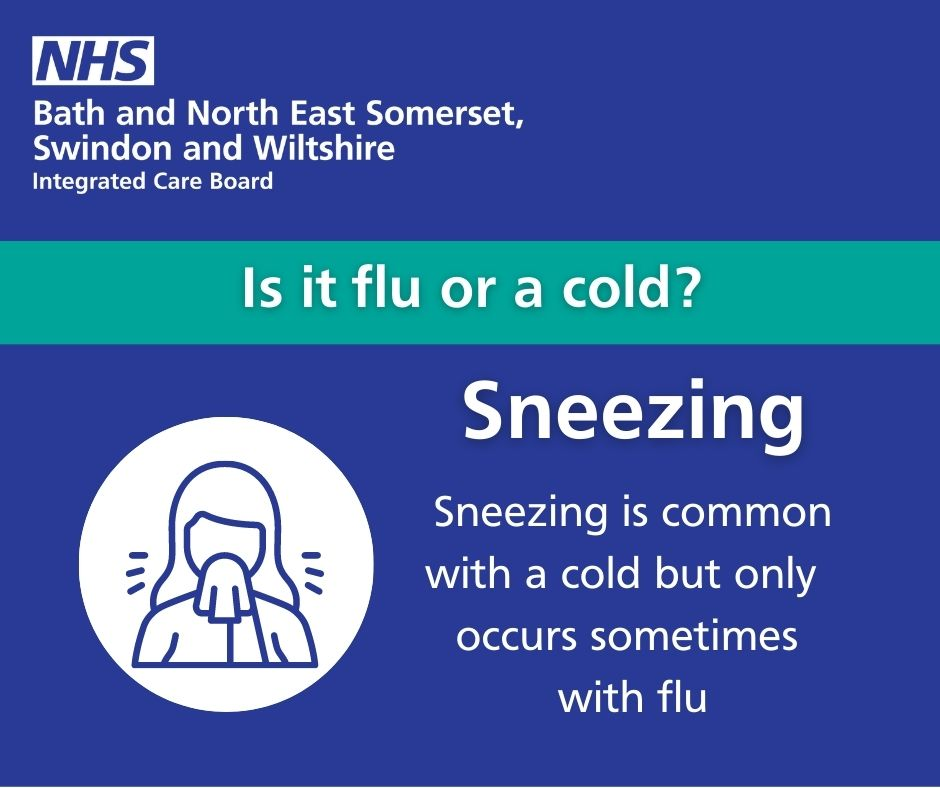 NHS
Bath and North East Somerset,
Swindon and Wiltshire
Integrated Care Board
Is it flu or a cold?
Sneezing
Sneezing is common
with a cold but only
occurs sometimes
with flu